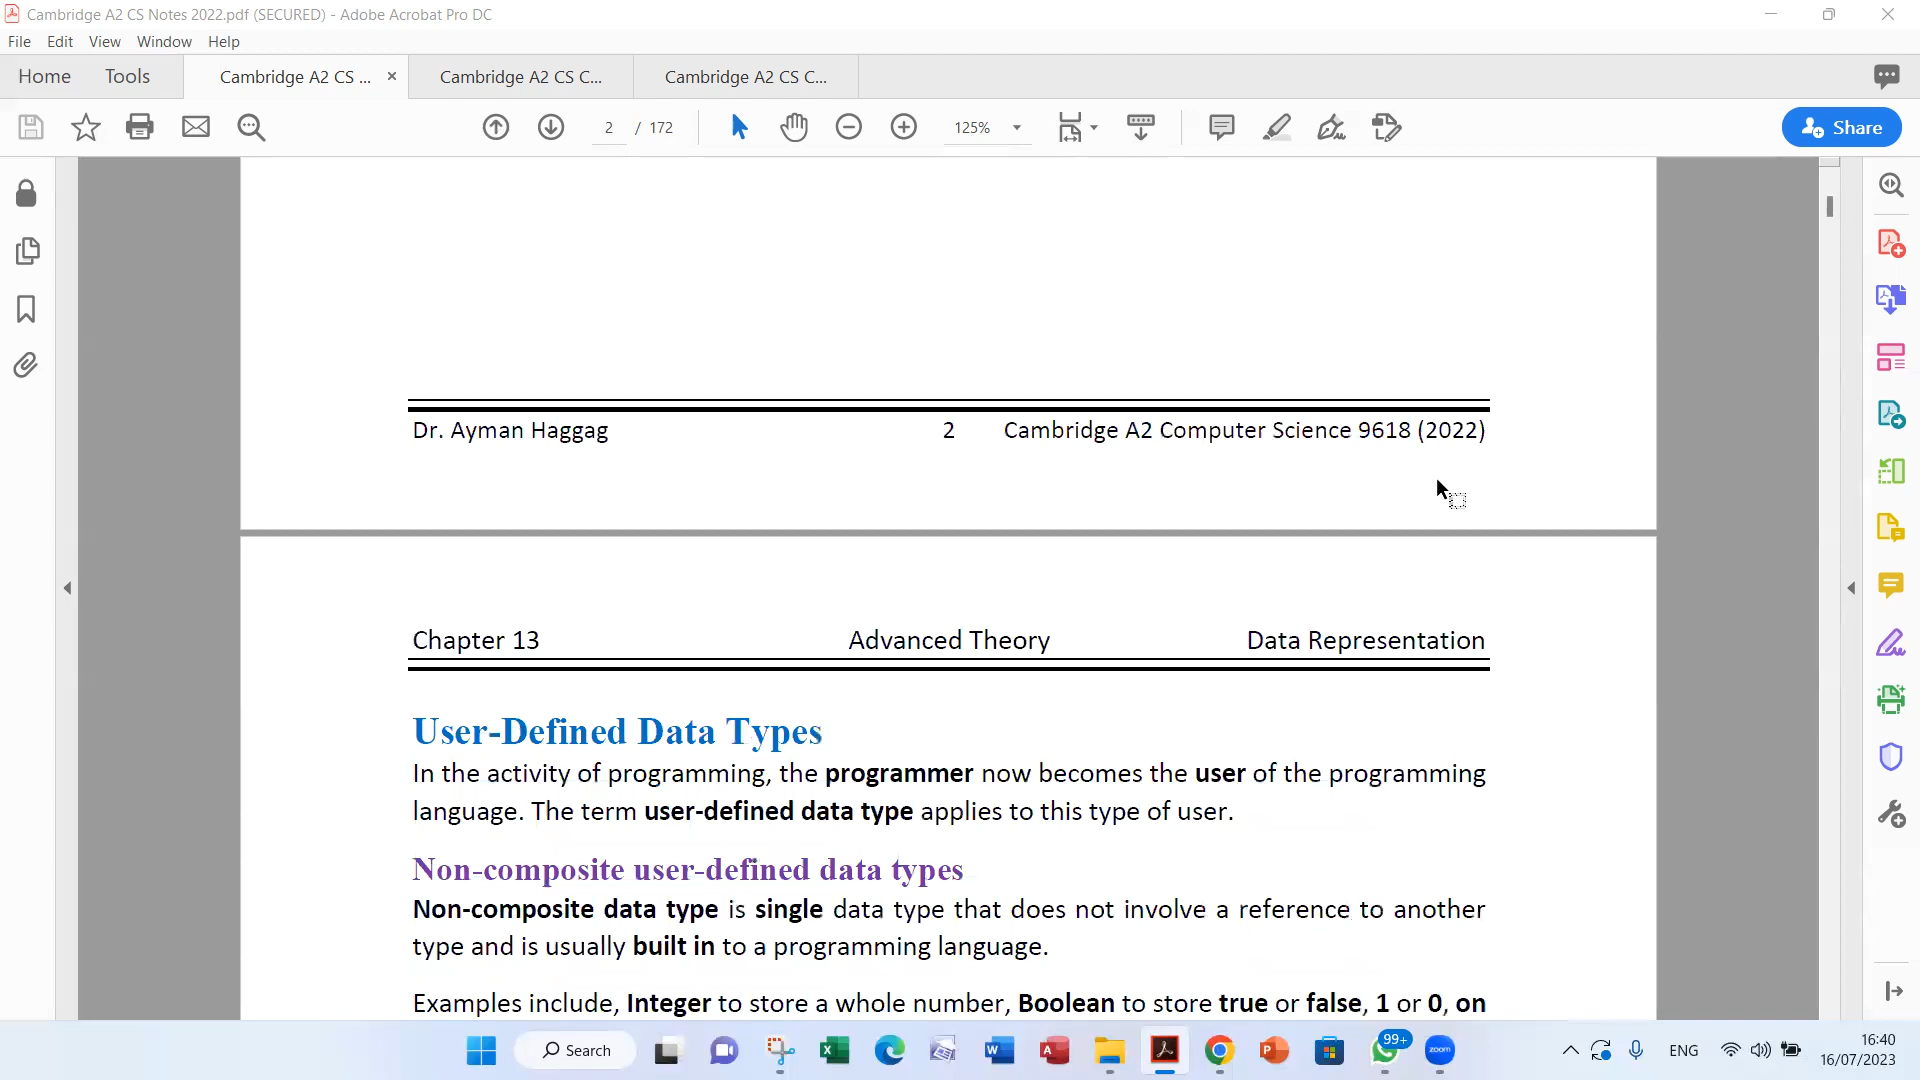 Cambridge A2 CS Notes 2022.pdf (SECURED) - Adobe Acrobat Pro DC
File Edit View Window Help
Home Tools Cambridge A2 CS ... × Cambridge A2 CS C... Cambridge A2 CS C...
2 / 172 125% Share
Dr. Ayman Haggag 2 Cambridge A2 Computer Science 9618 (2022)
Chapter 13 Advanced Theory Data Representation
User-Defined Data Types
In the activity of programming, the programmer now becomes the user of the programming
language. The term user-defined data type applies to this type of user.
Non-composite user-defined data types
Non-composite data type is single data type that does not involve a reference to another
type and is usually built in to a programming language.
Examples include, Integer to store a whole number, Boolean to store true or false, 1 or 0, on
Search 99+ zoom ENG 16:40
16/07/2023